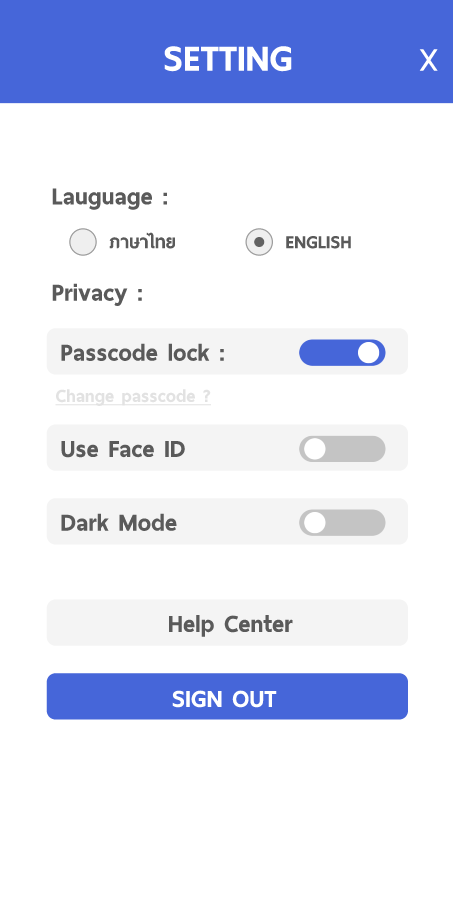 SETTING X
Lauguage :
ภาษาไทย ENGLISH
Privacy :
Passcode lock :
Change passcode ?
Use Face ID
Dark Mode
Help Center
SIGN OUT